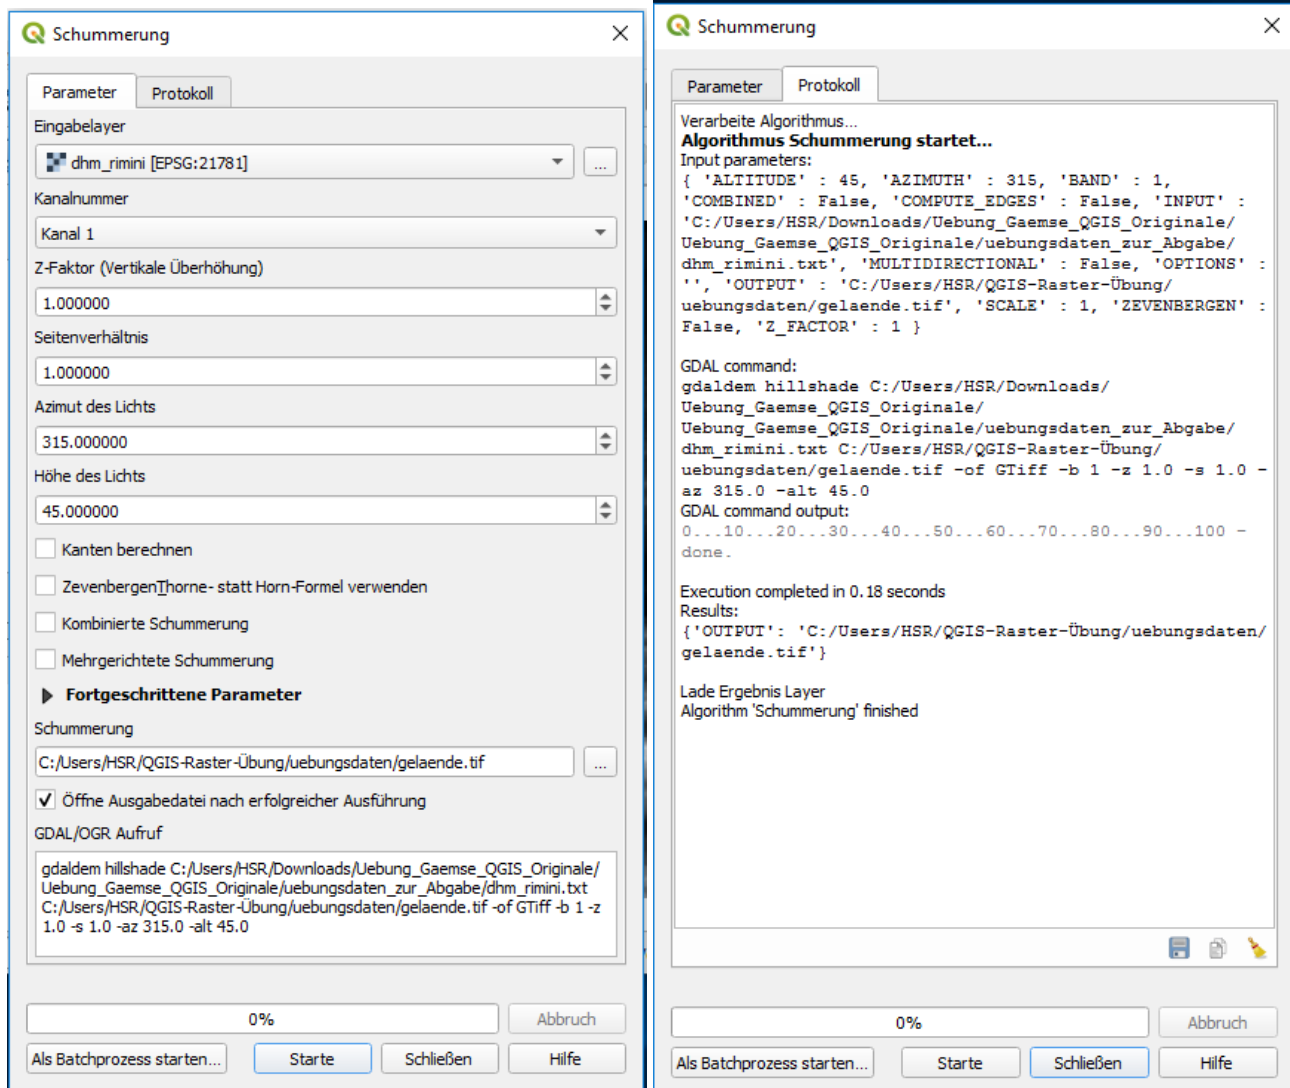 Schummerung
Parameter
Protokoll
Eingabelayer
dhm_rimini [EPSG:21781]
...
Kanalnummer
Kanal 1
Z-Faktor (Vertikale Überhöhung)
1.000000
Seitenverhältnis
1.000000
Azimut des Lichts
315.000000
Höhe des Lichts
45.000000
Kanten berechnen
ZevenbergenThorne- statt Horn-Formel verwenden
Kombinierte Schummerung
Mehrgerichtete Schummerung
Fortgeschrittene Parameter
Schummerung
C:/Users/HSR/QGIS-Raster-Übung/uebungsdaten/gelaende.tif
...
Öffne Ausgabedatei nach erfolgreicher Ausführung
GDAL/OGR Aufruf
gdaldem hillshade C:/Users/HSR/Downloads/Uebung_Gaemse_QGIS_Originale/
Uebung_Gaemse_QGIS_Originale/uebungsdaten_zur_Abgabe/dhm_rimini.txt
C:/Users/HSR/QGIS-Raster-Übung/uebungsdaten/gelaende.tif -of GTiff -b 1 -z
1.0 -s 1.0 -az 315.0 -alt 45.0
0%
Abbruch
Als Batchprozess starten...
Starte
Schließen
Hilfe
Schummerung
Parameter
Protokoll
Verarbeite Algorithmus...
Algorithmus Schummerung startet...
Input parameters:
{ 'ALTITUDE' : 45, 'AZIMUTH' : 315, 'BAND' : 1,
'COMBINED' : False, 'COMPUTE_EDGES' : False, 'INPUT' :
'C:/Users/HSR/Downloads/Uebung_Gaemse_QGIS_Originale/
Uebung_Gaemse_QGIS_Originale/uebungsdaten_zur_Abgabe/
dhm_rimini.txt', 'MULTIDIRECTIONAL' : False, 'OPTIONS' :
'', 'OUTPUT' : 'C:/Users/HSR/QGIS-Raster-Übung/
uebungsdaten/gelaende.tif', 'SCALE' : 1, 'ZEVENBERGEN' :
False, 'Z_FACTOR' : 1 }
GDAL command:
gdaldem hillshade C:/Users/HSR/Downloads/
Uebung_Gaemse_QGIS_Originale/
Uebung_Gaemse_QGIS_Originale/uebungsdaten_zur_Abgabe/
dhm_rimini.txt C:/Users/HSR/QGIS-Raster-Übung/
uebungsdaten/gelaende.tif -of GTiff -b 1 -z 1.0 -s 1.0 -
az 315.0 -alt 45.0
GDAL command output:
0...10...20...30...40...50...60...70...80...90...100 -
done.
Execution completed in 0.18 seconds
Results:
{'OUTPUT': 'C:/Users/HSR/QGIS-Raster-Übung/uebungsdaten/
gelaende.tif'}
Lade Ergebnis Layer
Algorithm 'Schummerung' finished
0%
Abbruch
Als Batchprozess starten...
Starte
Schließen
Hilfe